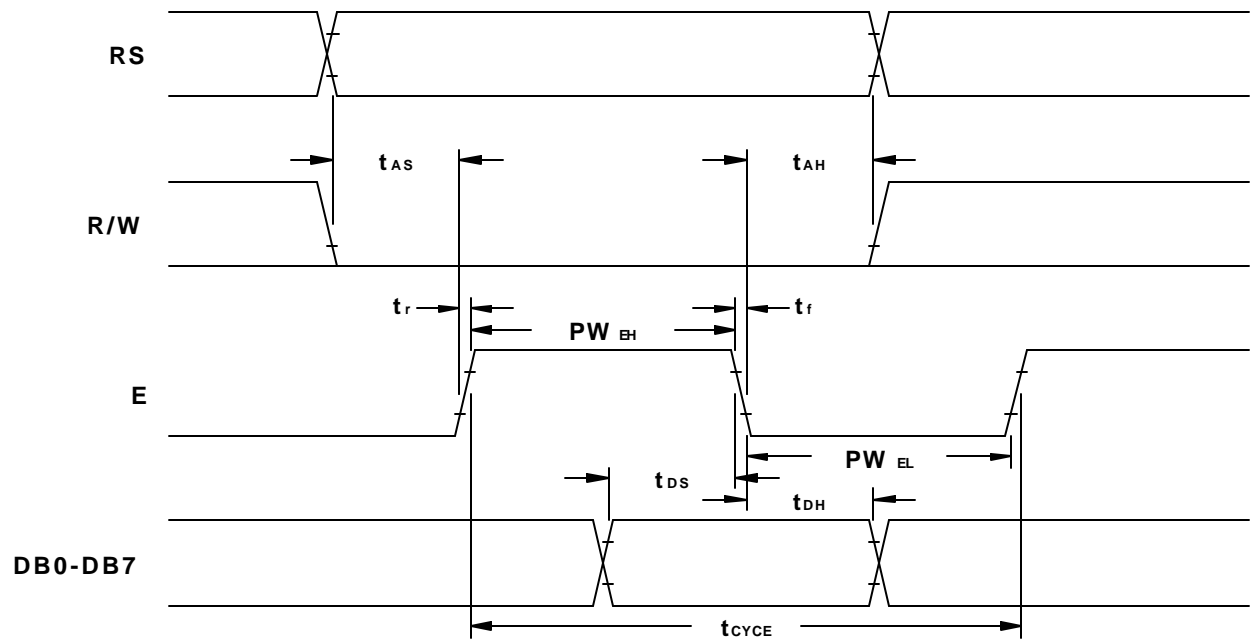 RS
tAS
tAH
R/W
tr
tf
PW EH
E
PW EL
tDS
tDH
DB0-DB7
tCYCE